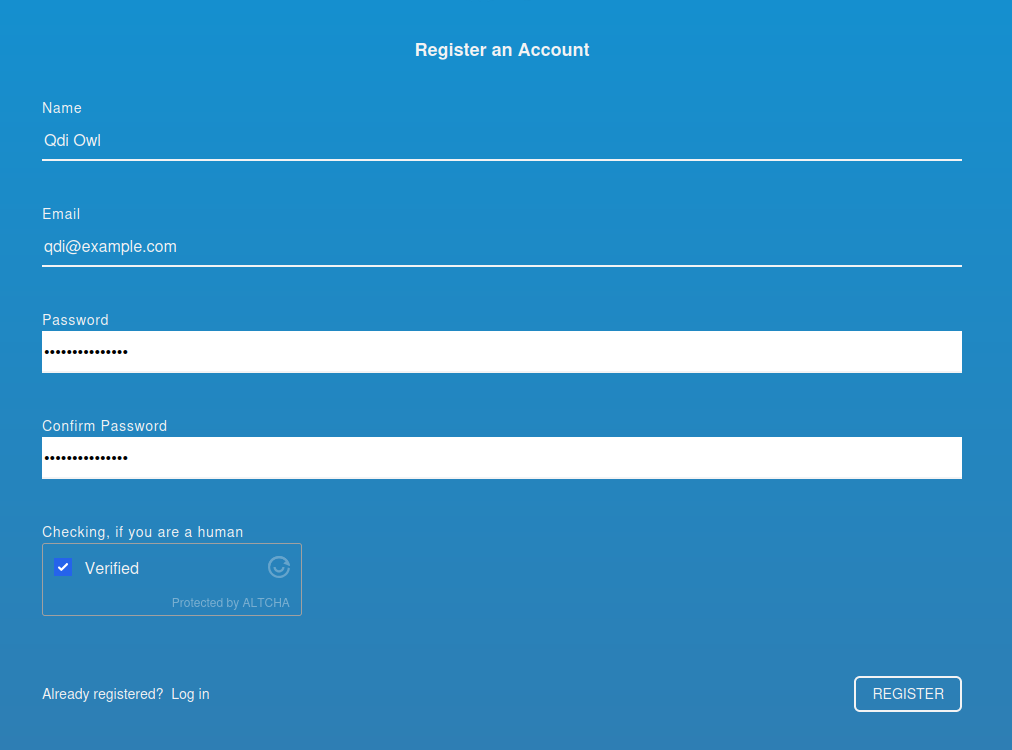 Register an Account
Name
Qdi Owl
Email
qdi@example.com
Password
•••••••••••••••
Confirm Password
•••••••••••••••
Checking, if you are a human
Verified
Protected by ALTCHA
Already registered? Log in
REGISTER